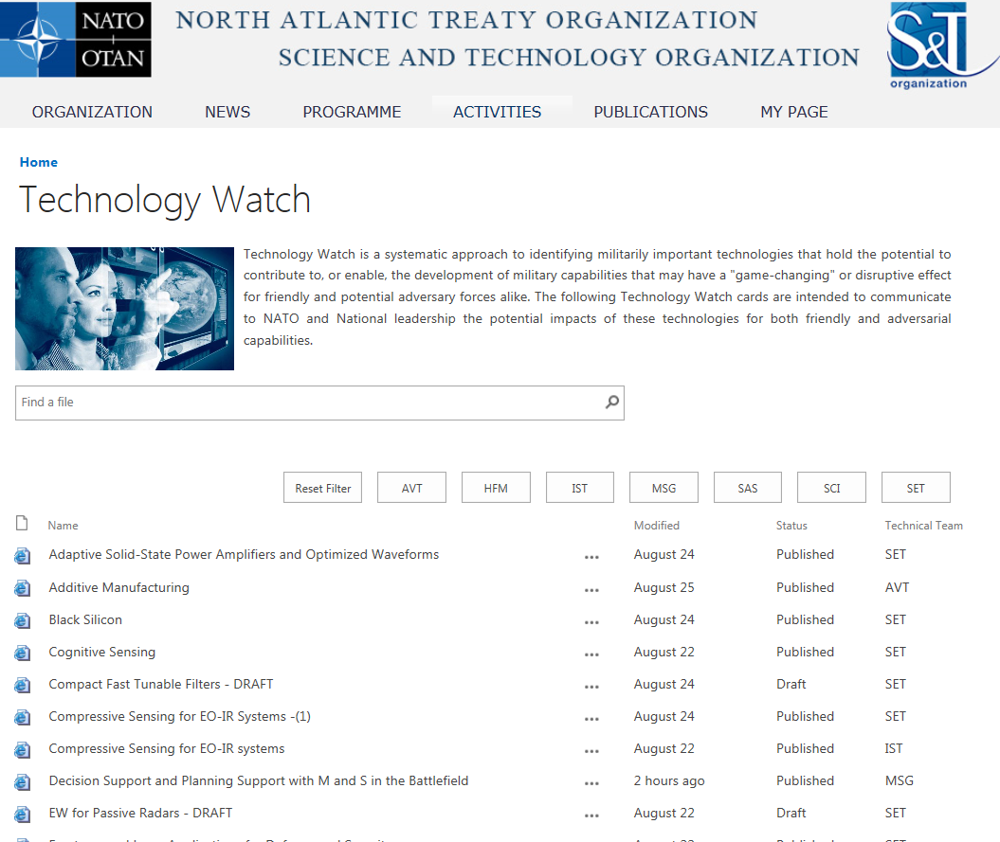 NATO
OTAN
NORTH ATLANTIC TREATY ORGANIZATION
SCIENCE AND TECHNOLOGY ORGANIZATION
S&T
organization
ORGANIZATION NEWS PROGRAMME ACTIVITIES PUBLICATIONS MY PAGE
Home
Technology Watch
Technology Watch is a systematic approach to identifying militarily important technologies that hold the potential to
contribute to, or enable, the development of military capabilities that may have a "game-changing" or disruptive effect
for friendly and potential adversary forces alike. The following Technology Watch cards are intended to communicate
to NATO and National leadership the potential impacts of these technologies for both friendly and adversarial
capabilities.
Find a file
Reset Filter AVT HFM IST MSG SAS SCI SET
Name Modified Status Technical Team
Adaptive Solid-State Power Amplifiers and Optimized Waveforms ... August 24 Published SET
Additive Manufacturing ... August 25 Published AVT
Black Silicon ... August 24 Published SET
Cognitive Sensing ... August 22 Published SET
Compact Fast Tunable Filters - DRAFT ... August 24 Draft SET
Compressive Sensing for EO-IR Systems -(1) ... August 24 Published SET
Compressive Sensing for EO-IR systems ... August 22 Published IST
Decision Support and Planning Support with M and S in the Battlefield ... 2 hours ago Published MSG
EW for Passive Radars - DRAFT ... August 22 Draft SET